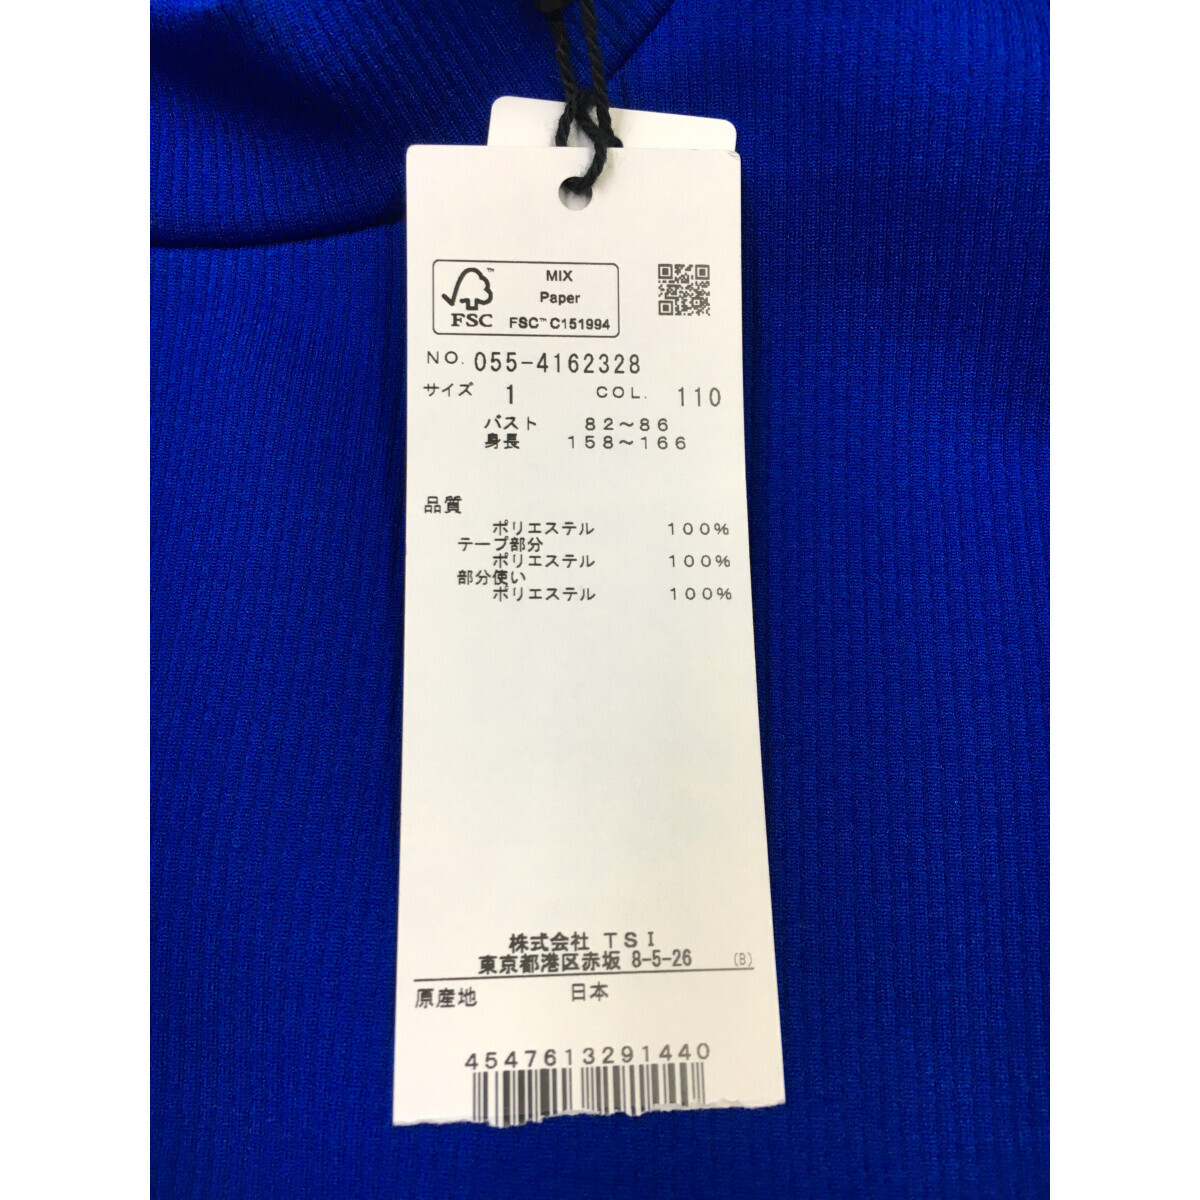 MIX
Paper
FSC™ FSC™ C151994
NO. 055-4162328
サイズ 1 COL. 110
バスト 82~86
身長 158~166
品質
ポリエステル 100%
テープ部分
ポリエステル 100%
部分使い
ポリエステル 100%
株式会社 TSI
東京都港区赤坂 8-5-26 (B)
原産地 日本
4547613291440